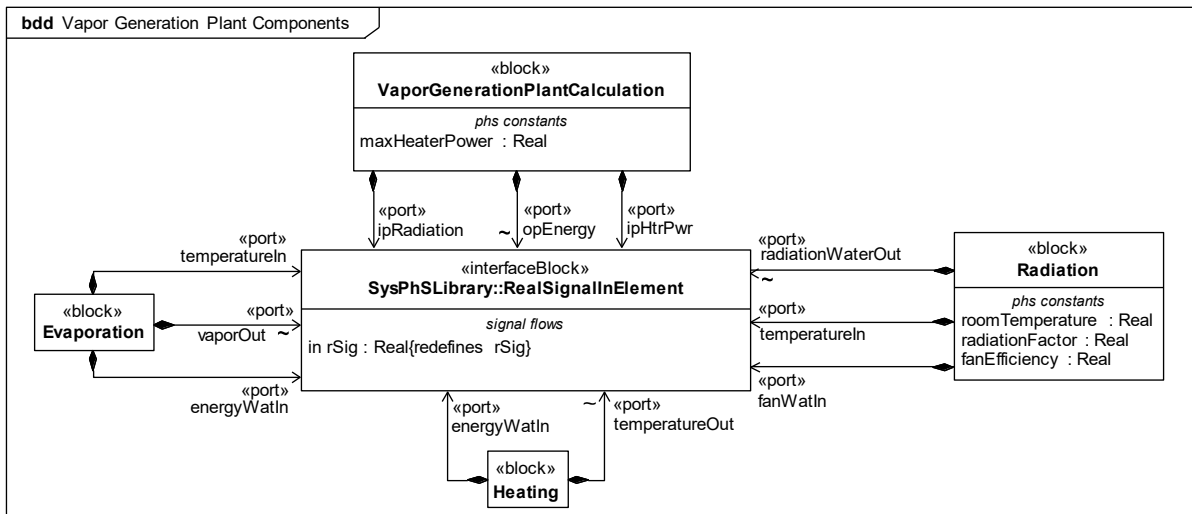 bdd Vapor Generation Plant Components
«block»
VaporGenerationPlantCalculation
phs constants
maxHeaterPower : Real
«port»
ipRadiation
«port»
~ opEnergy
«port»
ipHtrPwr
«port»
temperatureIn
«block»
Evaporation
«port» ~
vaporOut
«port»
energyWatIn
«interfaceBlock»
SysPhSLibrary::RealSignalInElement
signal flows
in rSig : Real{redefines rSig}
«port»
radiationWaterOut
~
«port»
temperatureIn
«port»
fanWatIn
«block»
Radiation
phs constants
roomTemperature : Real
radiationFactor : Real
fanEfficiency : Real
«port»
energyWatIn
~ «port»
temperatureOut
«block»
Heating